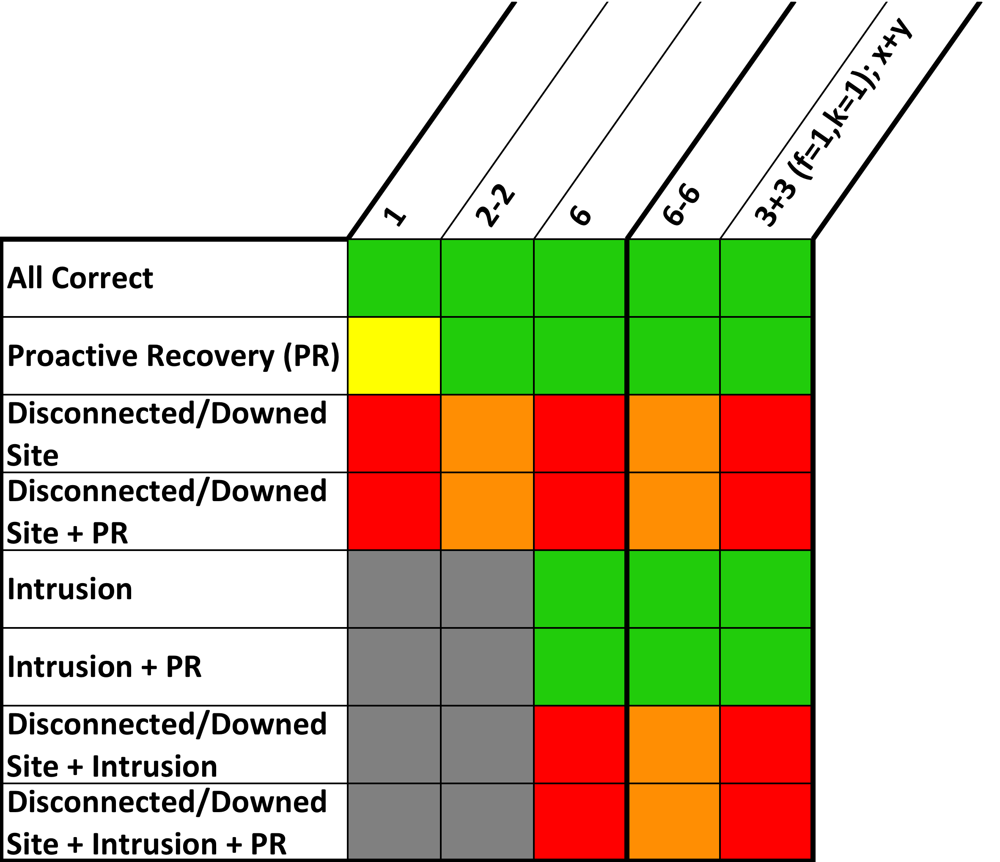 1
2-2
6
6-6
3+3 (f=1,k=1); x+y
All Correct
Proactive Recovery (PR)
Disconnected/Downed
Site
Disconnected/Downed
Site + PR
Intrusion
Intrusion + PR
Disconnected/Downed
Site + Intrusion
Disconnected/Downed
Site + Intrusion + PR